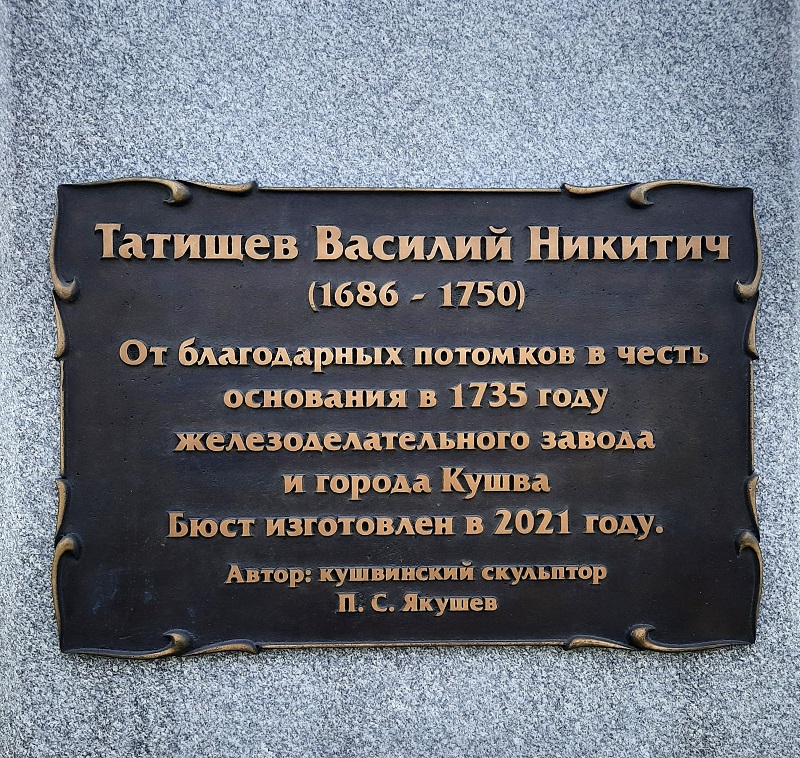 Татищев Василий Никитич
(1686 - 1750)
От благодарных потомков в честь
основания в 1735 году
железоделательного завода
и города Кушва
Бюст изготовлен в 2021 году.
Автор: кушвинский скульптор
П. С. Якушев